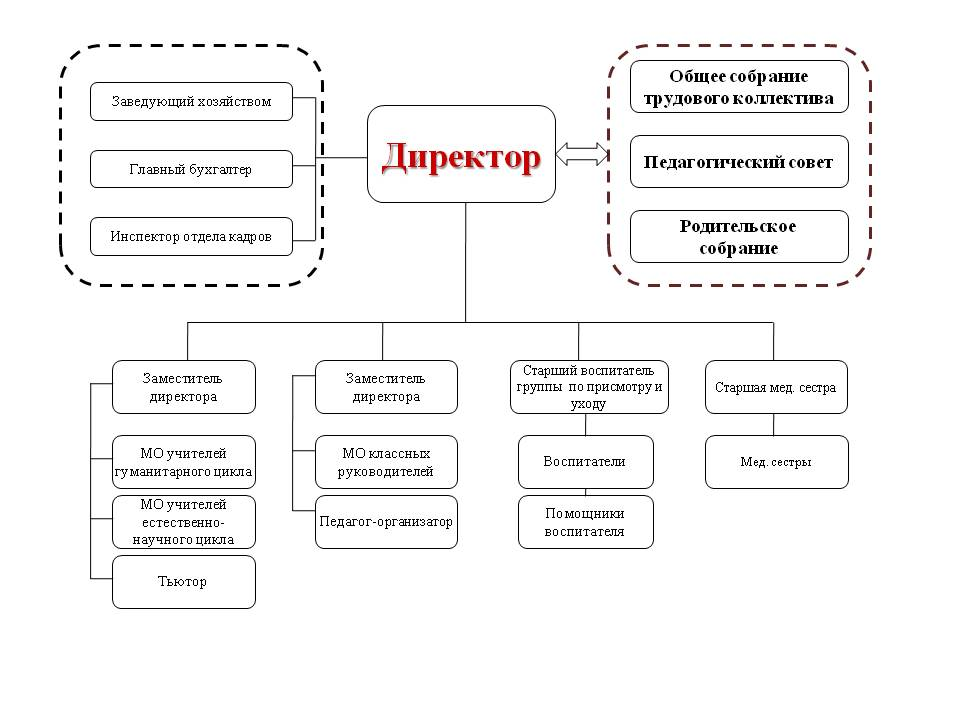 Заведующий хозяйством
Главный бухгалтер
Инспектор отдела кадров
Директор
Общее собрание
трудового коллектива
Педагогический совет
Родительское
собрание
Заместитель
директора
МО учителей
гуманитарного цикла
МО учителей
естественно-
научного цикла
Тьютор
Заместитель
директора
МО классных
руководителей
Педагог-организатор
Старший воспитатель
группы по присмотру и
уходу
Воспитатели
Помощники
воспитателя
Старшая мед. сестра
Мед. сестры